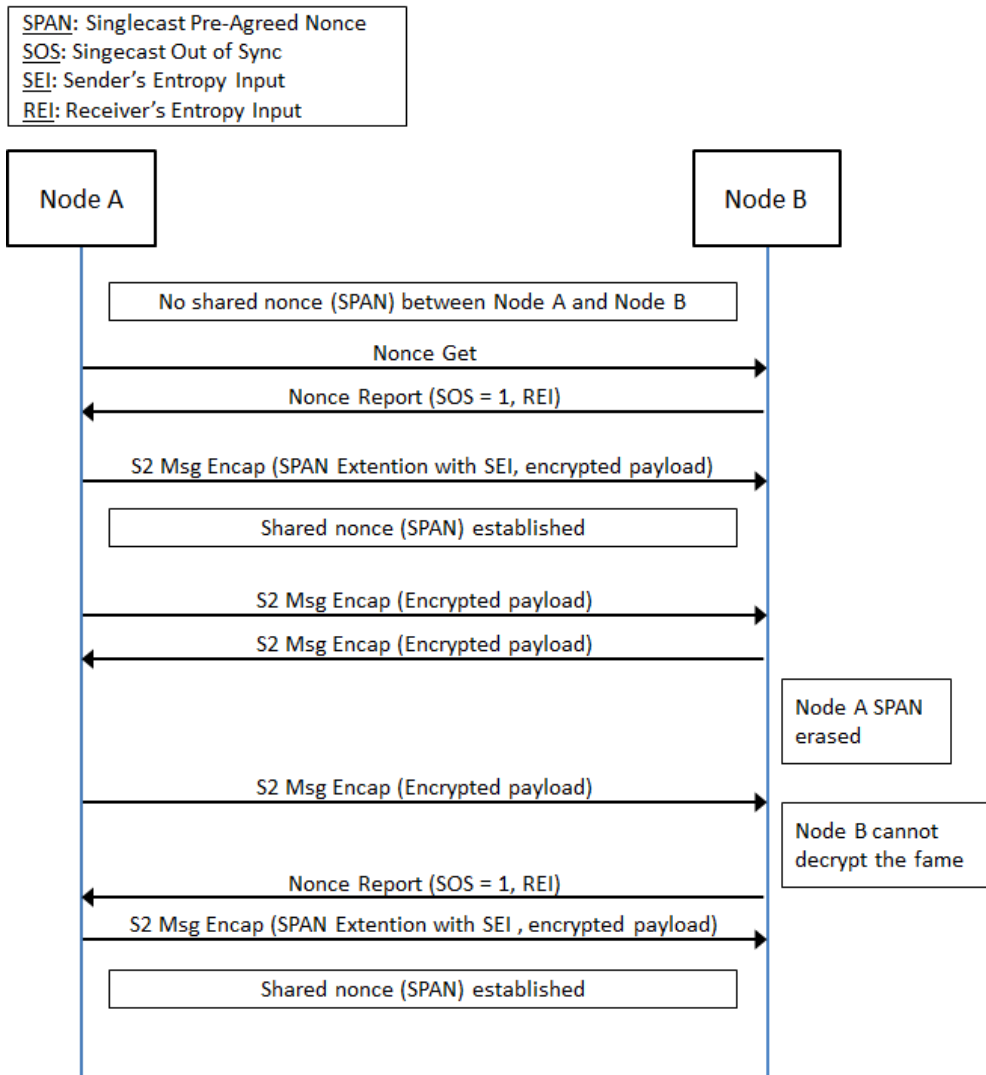 SPAN: Singlecast Pre-Agreed Nonce
SOS: Singecast Out of Sync
SEI: Sender's Entropy Input
REI: Receiver's Entropy Input
Node A
Node B
No shared nonce (SPAN) between Node A and Node B
Nonce Get
Nonce Report (SOS = 1, REI)
S2 Msg Encap (SPAN Extention with SEI, encrypted payload)
Shared nonce (SPAN) established
S2 Msg Encap (Encrypted payload)
S2 Msg Encap (Encrypted payload)
Node A SPAN
erased
S2 Msg Encap (Encrypted payload)
Node B cannot
decrypt the fame
Nonce Report (SOS = 1, REI)
S2 Msg Encap (SPAN Extention with SEI , encrypted payload)
Shared nonce (SPAN) established